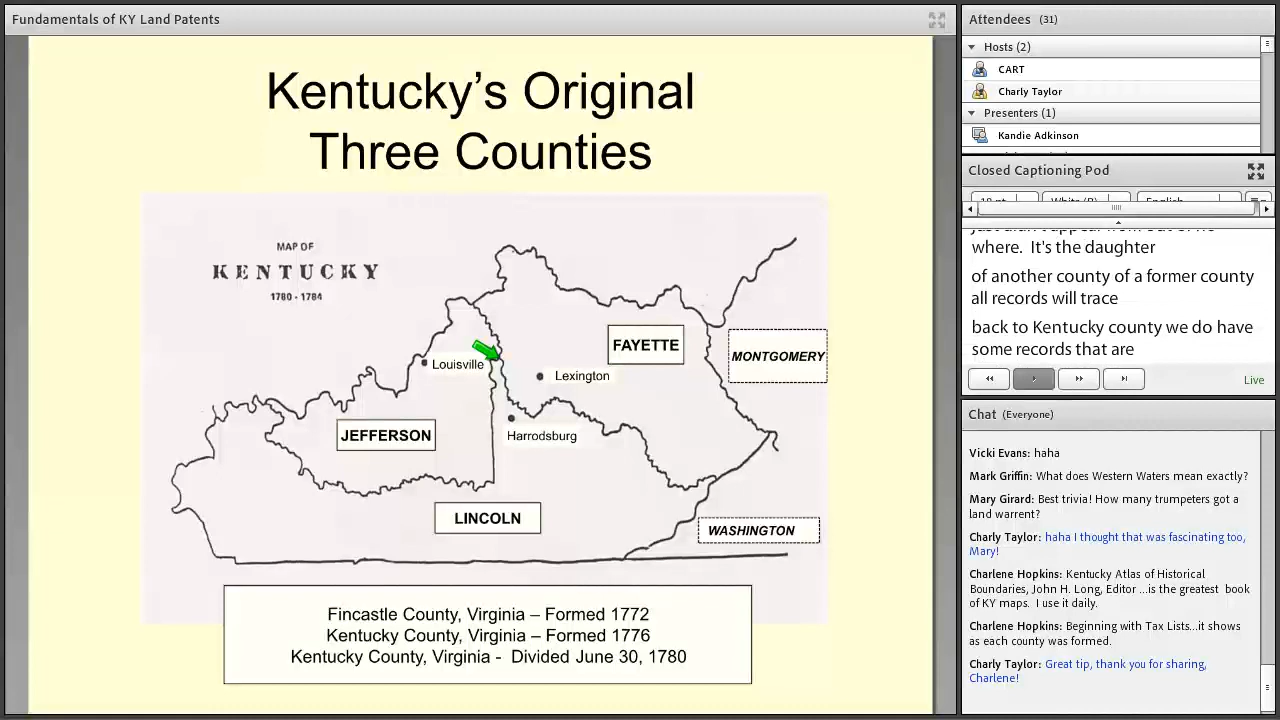 Fundamentals of KY Land Patents
Kentucky's Original
Three Counties
MAP OF
KENTUCKY
1780 - 1784
FAYETTE
MONTGOMERY
Louisville
Lexington
JEFFERSON
Harrodsburg
LINCOLN
WASHINGTON
Fincastle County, Virginia – Formed 1772
Kentucky County, Virginia – Formed 1776
Kentucky County, Virginia - Divided June 30, 1780
Attendees (31)
Hosts (2)
CART
Charly Taylor
Presenters (1)
Kandie Adkinson
Closed Captioning Pod
where. It's the daughter
of another county of a former county
all records will trace
back to Kentucky county we do have
some records that are
Live
Chat (Everyone)
Vicki Evans: haha
Mark Griffin: What does Western Waters mean exactly?
Mary Girard: Best trivia! How many trumpeters got a
land warrent?
Charly Taylor: haha I thought that was fascinating too,
Mary!
Charlene Hopkins: Kentucky Atlas of Historical
Boundaries, John H. Long, Editor ...is the greatest book
of KY maps. I use it daily.
Charlene Hopkins: Beginning with Tax Lists...it shows
as each county was formed.
Charly Taylor: Great tip, thank you for sharing,
Charlene!